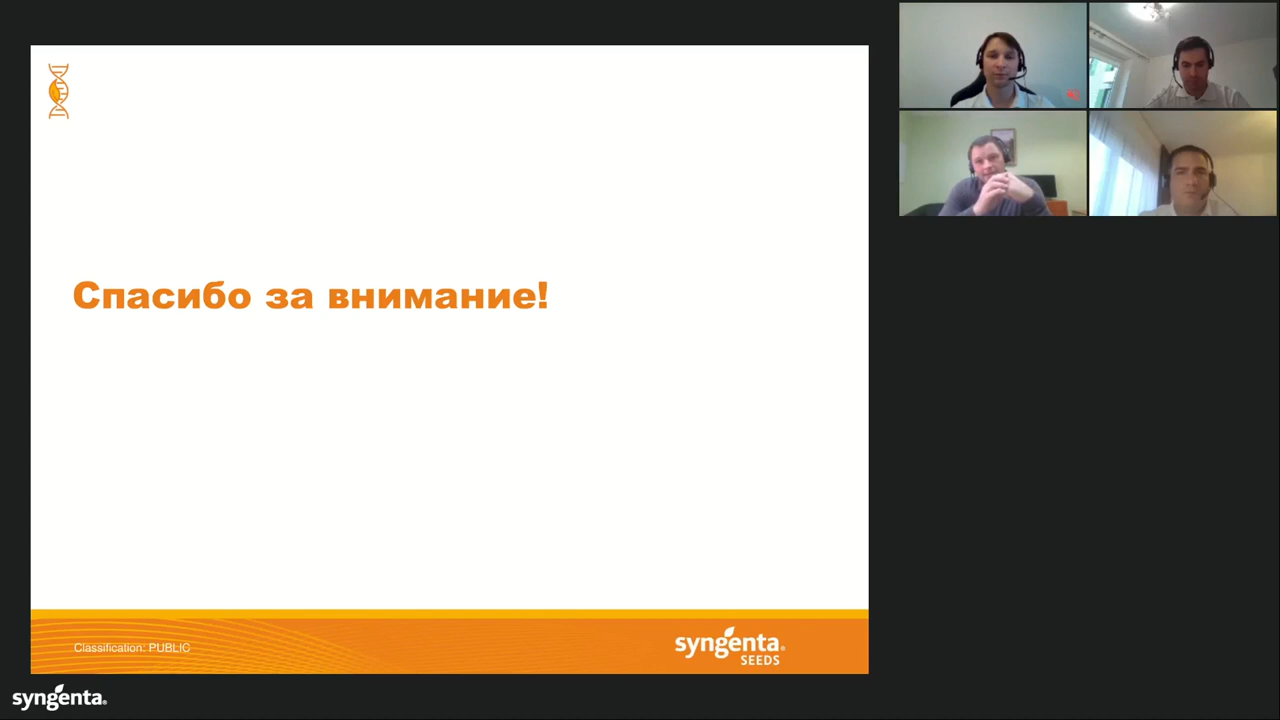 Спасибо за внимание!
Classification: PUBLIC
syngenta®
SEEDS
syngenta®